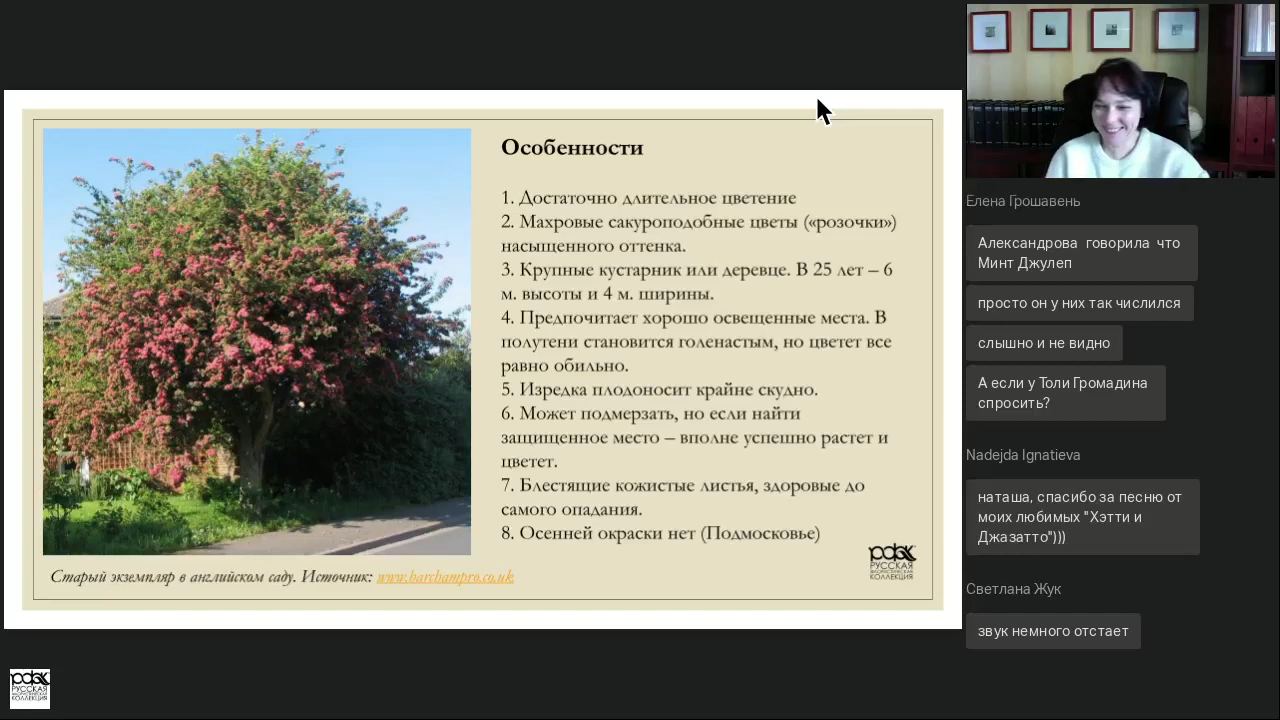 Особенности
1. Достаточно длительное цветение
2. Махровые сакуроподобные цветы («розочки»)
насыщенного оттенка.
3. Крупные кустарник или деревце. В 25 лет – 6
м. высоты и 4 м. ширины.
4. Предпочитает хорошо освещенные места. В
полутени становится голенастым, но цветет все
равно обильно.
5. Изредка плодоносит крайне скудно.
6. Может подмерзать, но если найти
защищенное место – вполне успешно растет и
цветет.
7. Блестящие кожистые листья, здоровые до
самого опадания.
8. Осенней окраски нет (Подмосковье)
Старый экземпляр в английском саду. Источник: www.barchampro.co.uk
РУССКАЯ
КОЛЛЕКЦИЯ
Елена Грошавень
Александрова говорила что
Минт Джулеп
просто он у них так числился
слышно и не видно
А если у Толи Громадина
спросить?
Nadejda Ignatieva
наташа, спасибо за песню от
моих любимых "Хэтти и
Джазатто")))
Светлана Жук
звук немного отстает
РУССКАЯ
КОЛЛЕКЦИЯ